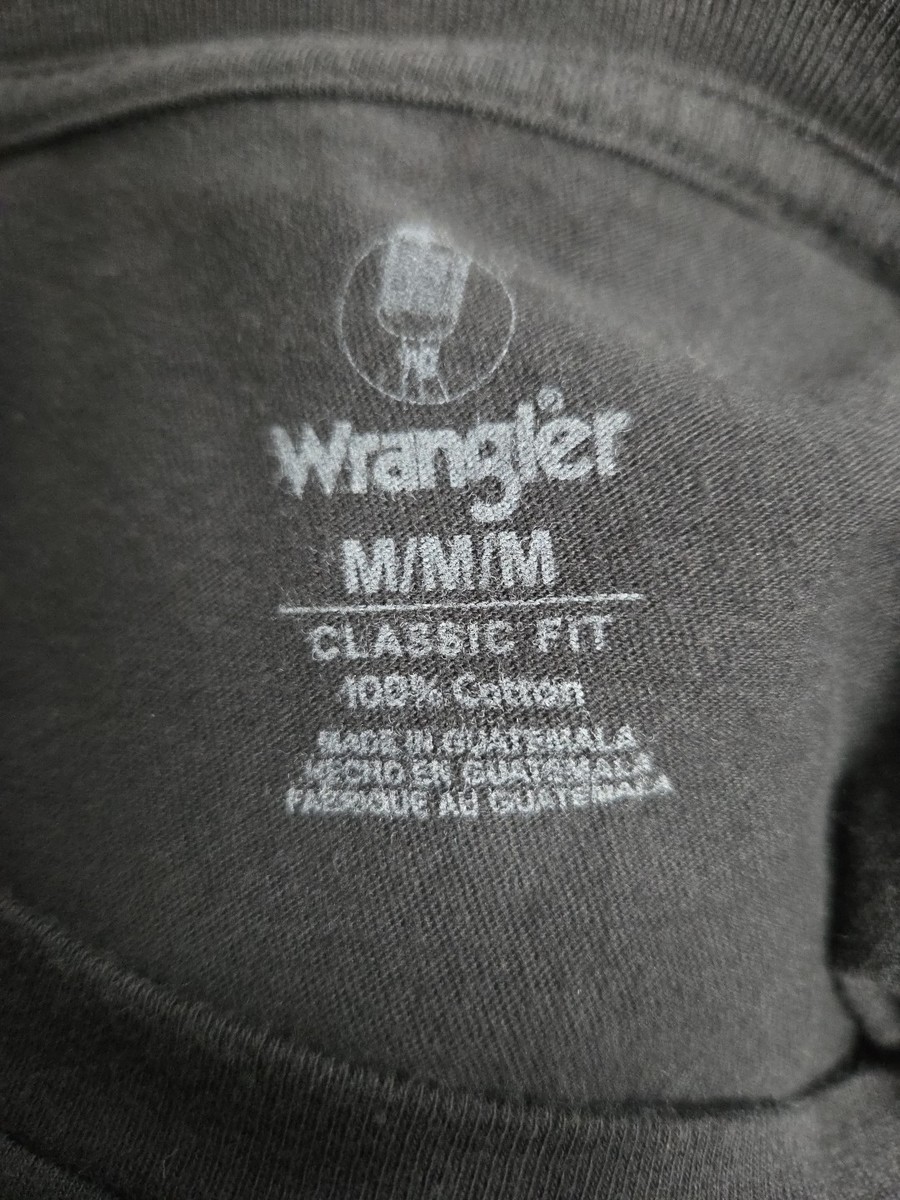 Wrangler®
M/M/M
CLASSIC FIT
100% Cotton
MADE IN GUATEMALA
HECHO EN GUATEMALA
FABRIQUE AU GUATEMALA